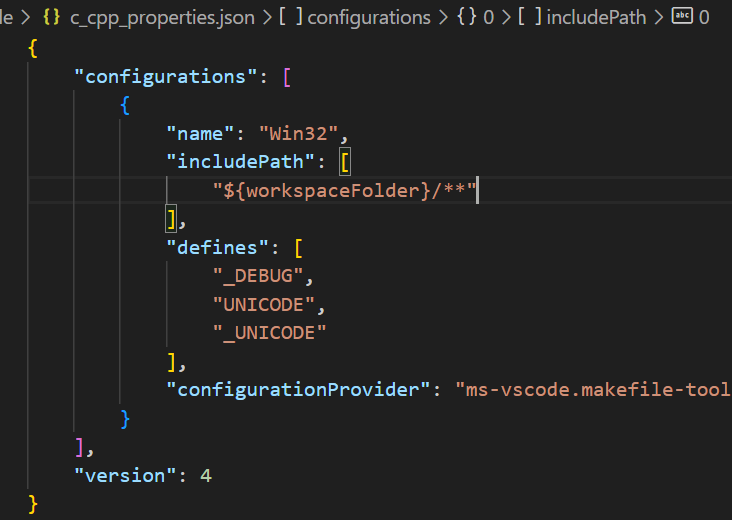 le > {} c_cpp_properties.json > [ ] configurations > {} 0 > [ ] includePath > abc 0
{
    "configurations": [
        {
            "name": "Win32",
            "includePath": [
                "${workspaceFolder}/**"
            ],
            "defines": [
                "_DEBUG",
                "UNICODE",
                "_UNICODE"
            ],
            "configurationProvider": "ms-vscode.makefile-tool
        }
    ],
    "version": 4
}